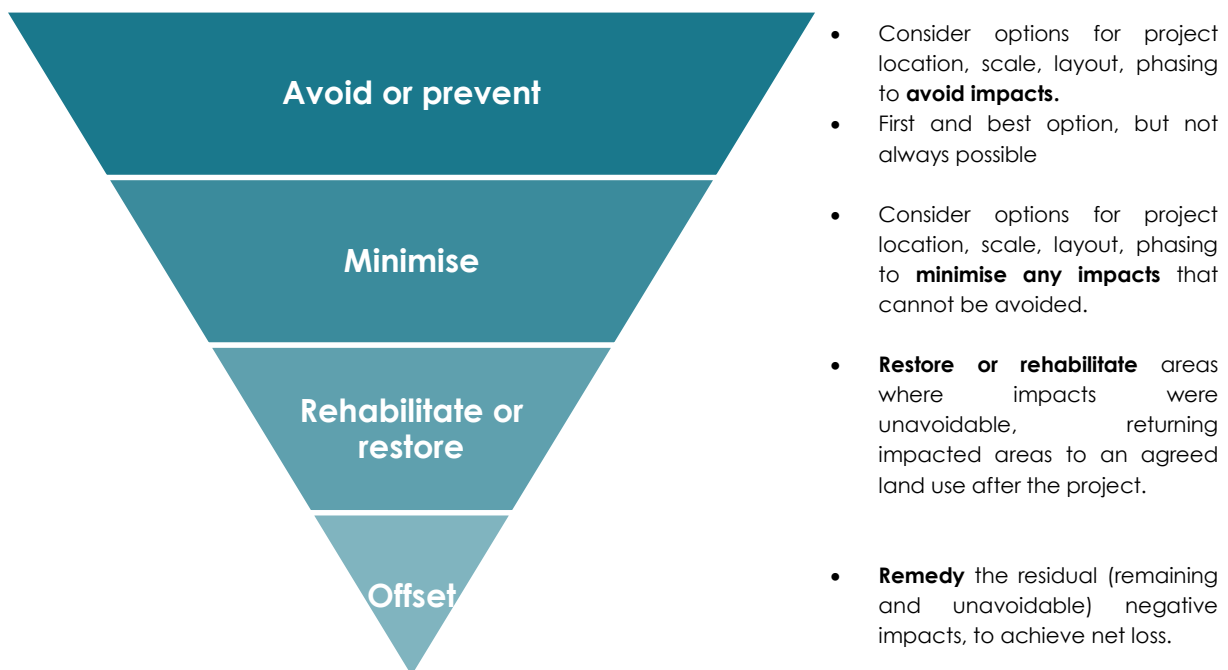 Avoid or prevent
• Consider options for project
location, scale, layout, phasing
to avoid impacts.
• First and best option, but not
always possible
Minimise
• Consider options for project
location, scale, layout, phasing
to minimise any impacts that
cannot be avoided.
Rehabilitate or
restore
• Restore or rehabilitate areas
where impacts were
unavoidable, returning
impacted areas to an agreed
land use after the project.
Offset
• Remedy the residual (remaining
and unavoidable) negative
impacts, to achieve net loss.